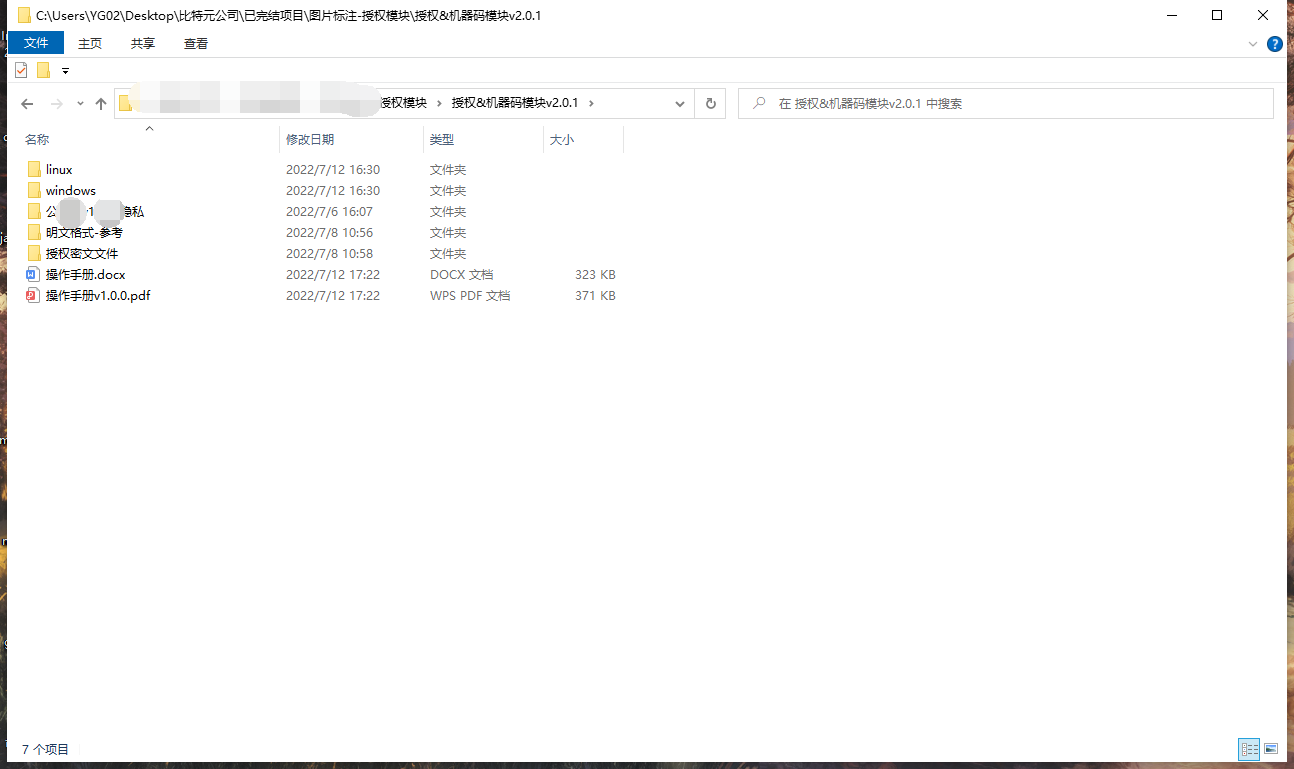 C:\Users\YG02\Desktop\比特元公司\已完结项目\图片标注-授权模块\授权&机器码模块v2.0.1
文件 主页 共享 查看
授权模块 › 授权&机器码模块v2.0.1 › 在 授权&机器码模块v2.0.1 中搜索
名称 修改日期 类型 大小
linux 2022/7/12 16:30 文件夹
windows 2022/7/12 16:30 文件夹
公 v1 隐私 2022/7/6 16:07 文件夹
明文格式-参考 2022/7/8 10:56 文件夹
授权密文文件 2022/7/8 10:58 文件夹
操作手册.docx 2022/7/12 17:22 DOCX 文档 323 KB
操作手册v1.0.0.pdf 2022/7/12 17:22 WPS PDF 文档 371 KB
7 个项目